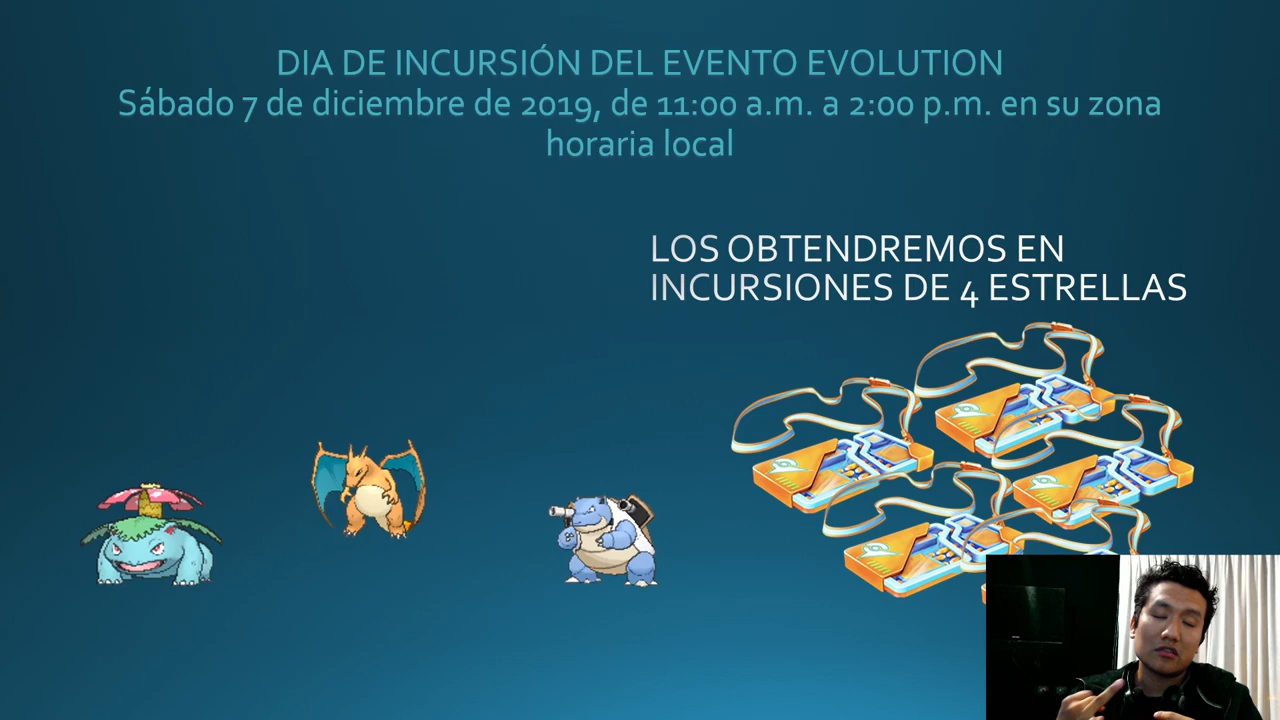 DIA DE INCURSIÓN DEL EVENTO EVOLUTION
Sábado 7 de diciembre de 2019, de 11:00 a.m. a 2:00 p.m. en su zona
horaria local
LOS OBTENDREMOS EN
INCURSIONES DE 4 ESTRELLAS